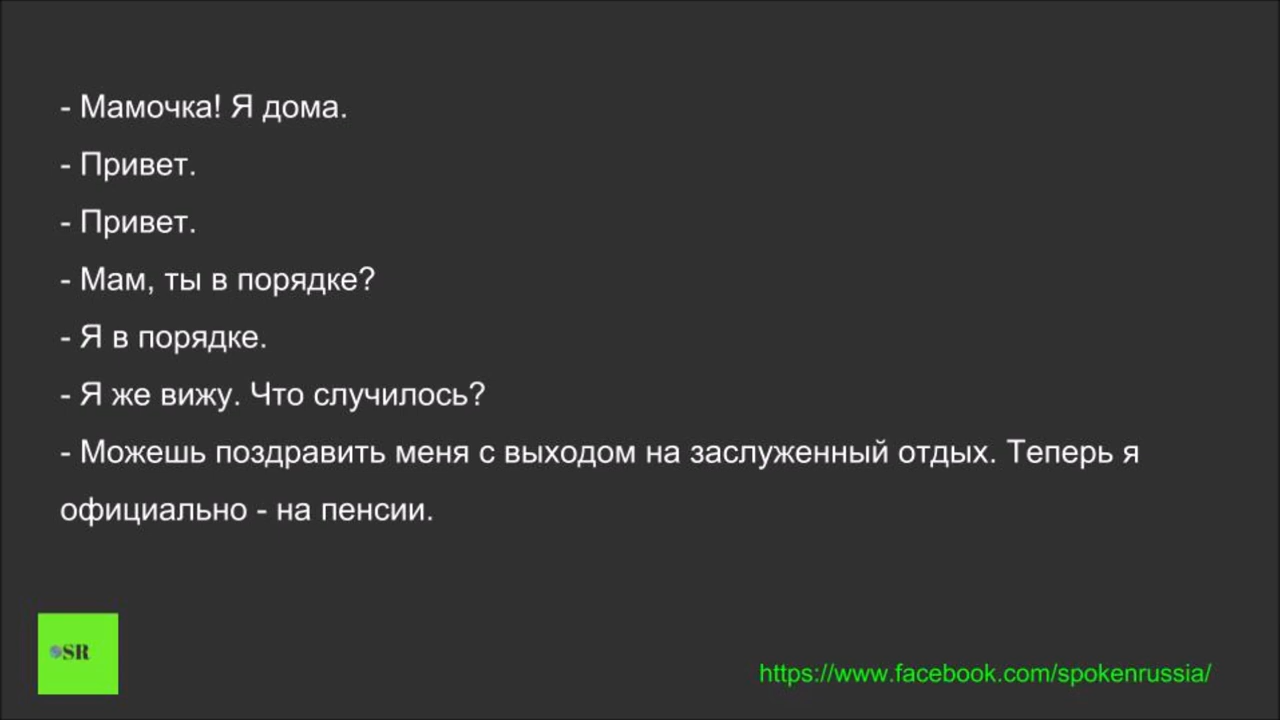 - Мамочка! Я дома.
- Привет.
- Привет.
- Мам, ты в порядке?
- Я в порядке.
- Я же вижу. Что случилось?
- Можешь поздравить меня с выходом на заслуженный отдых. Теперь я
официально - на пенсии.
SR
https://www.facebook.com/spokenrussia/